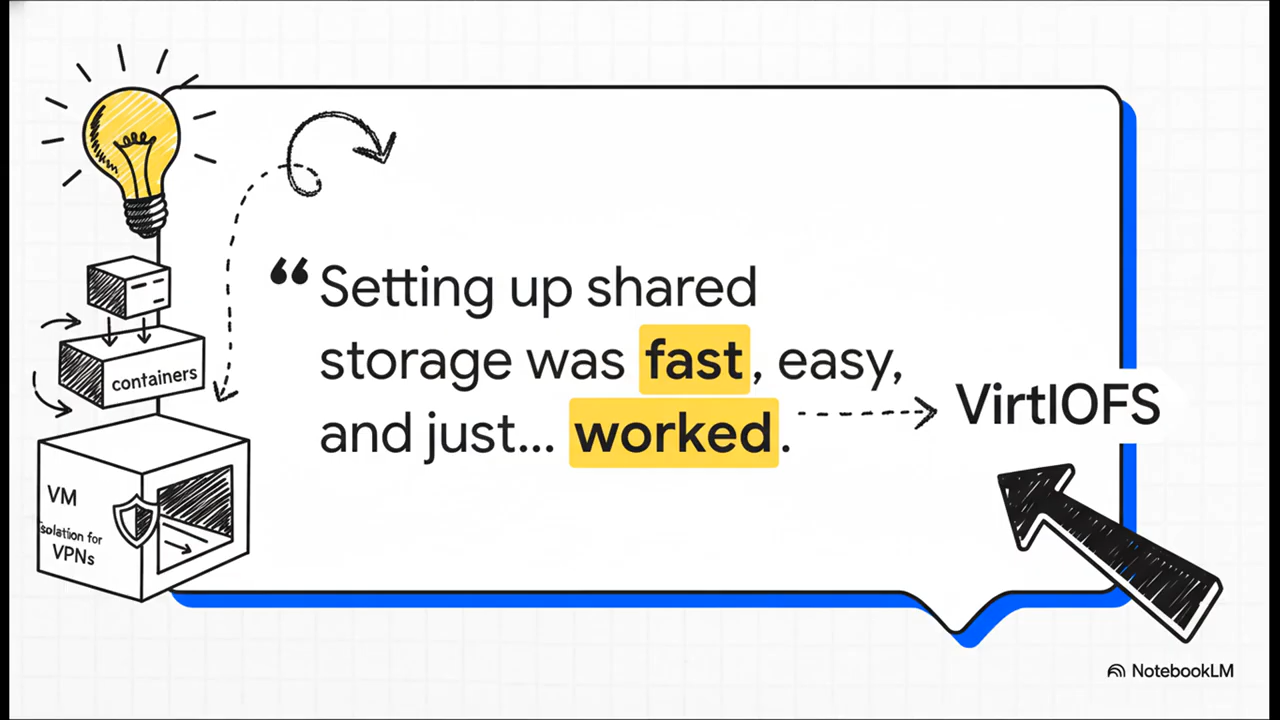 “Setting up shared
storage was fast, easy,
and just... worked.
VirtIOFS
containers
VM
Isolation for
VPNs
NotebookLM